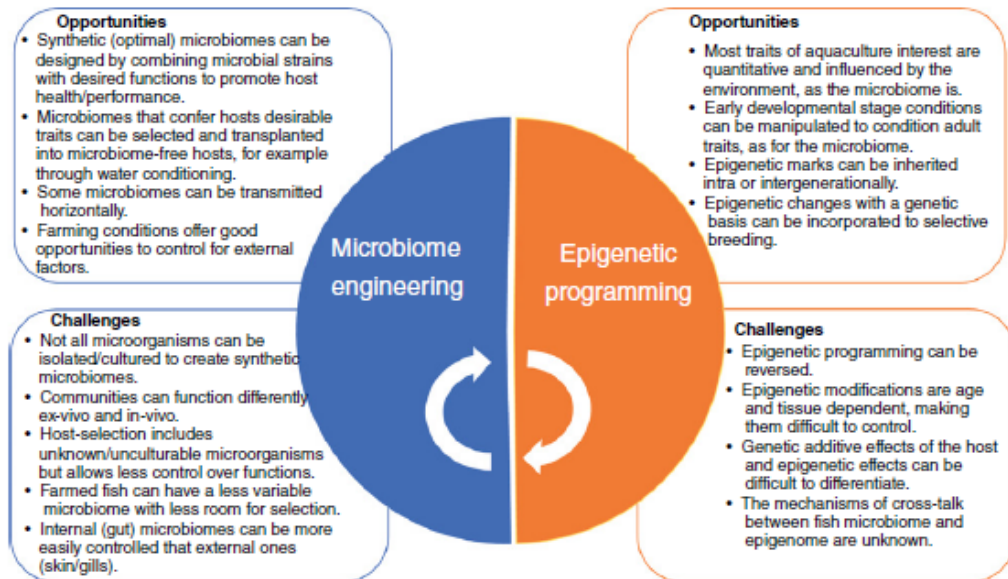 Opportunities
• Synthetic (optimal) microbiomes can be
designed by combining microbial strains
with desired functions to promote host
health/performance.
• Microbiomes that confer hosts desirable
traits can be selected and transplanted
into microbiome-free hosts, for example
through water conditioning.
• Some microbiomes can be transmitted
horizontally.
• Farming conditions offer good
opportunities to control for external
factors.
Opportunities
• Most traits of aquaculture interest are
quantitative and influenced by the
environment, as the microbiome is.
• Early developmental stage conditions
can be manipulated to condition adult
traits, as for the microbiome.
• Epigenetic marks can be inherited
intra or intergenerationally.
• Epigenetic changes with a genetic
basis can be incorporated to selective
breeding.
Microbiome
engineering
Epigenetic
programming
Challenges
• Not all microorganisms can be
isolated/cultured to create synthetic
microbiomes.
• Communities can function differently
ex-vivo and in-vivo.
• Host-selection includes
unknown/unculturable microorganisms
but allows less control over functions.
• Farmed fish can have a less variable
microbiome with less room for selection.
• Internal (gut) microbiomes can be more
easily controlled that external ones
(skin/gills).
Challenges
• Epigenetic programming can be
reversed.
• Epigenetic modifications are age
and tissue dependent, making
them difficult to control.
• Genetic additive effects of the host
and epigenetic effects can be
difficult to differentiate.
• The mechanisms of cross-talk
between fish microbiome and
epigenome are unknown.